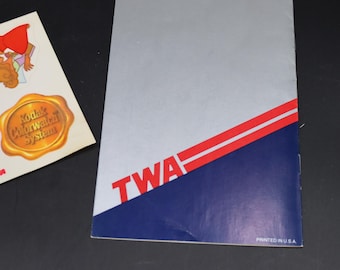 Kodak
ColorWatch
System
TWA
PRINTED IN U.S.A.